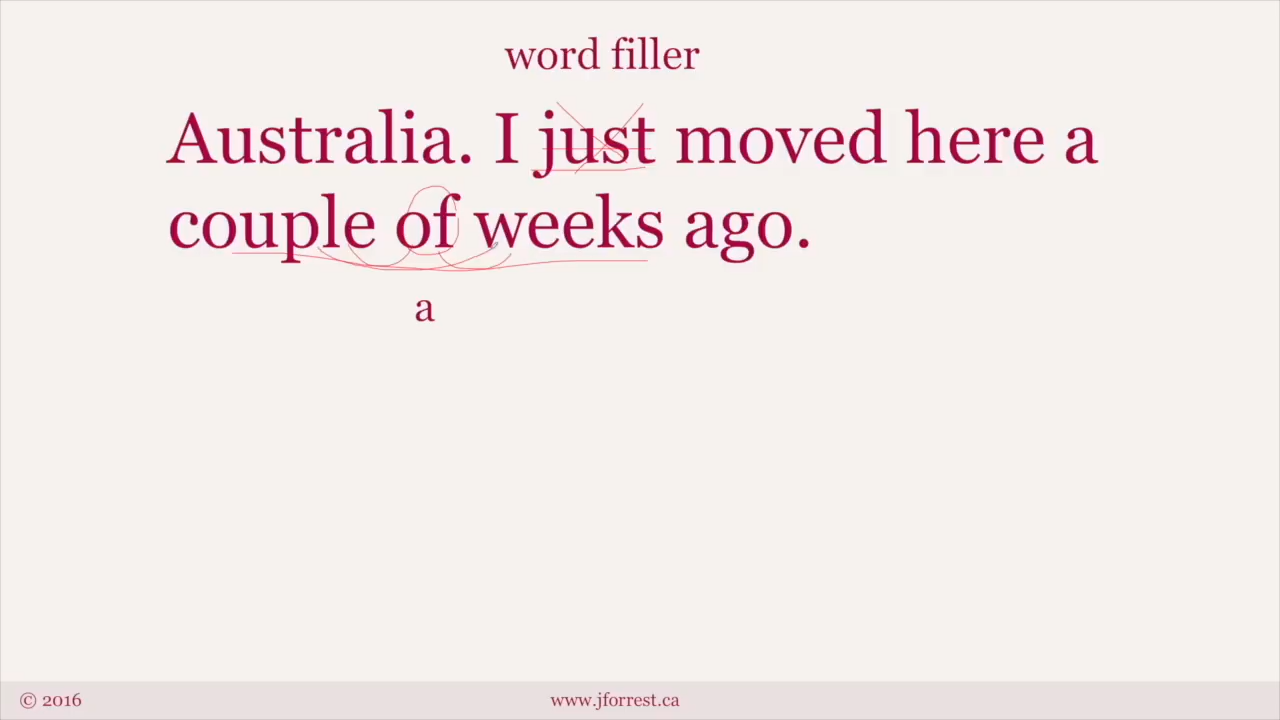 word filler
Australia. I just moved here a
couple of weeks ago.
a
© 2016
www.jforrest.ca